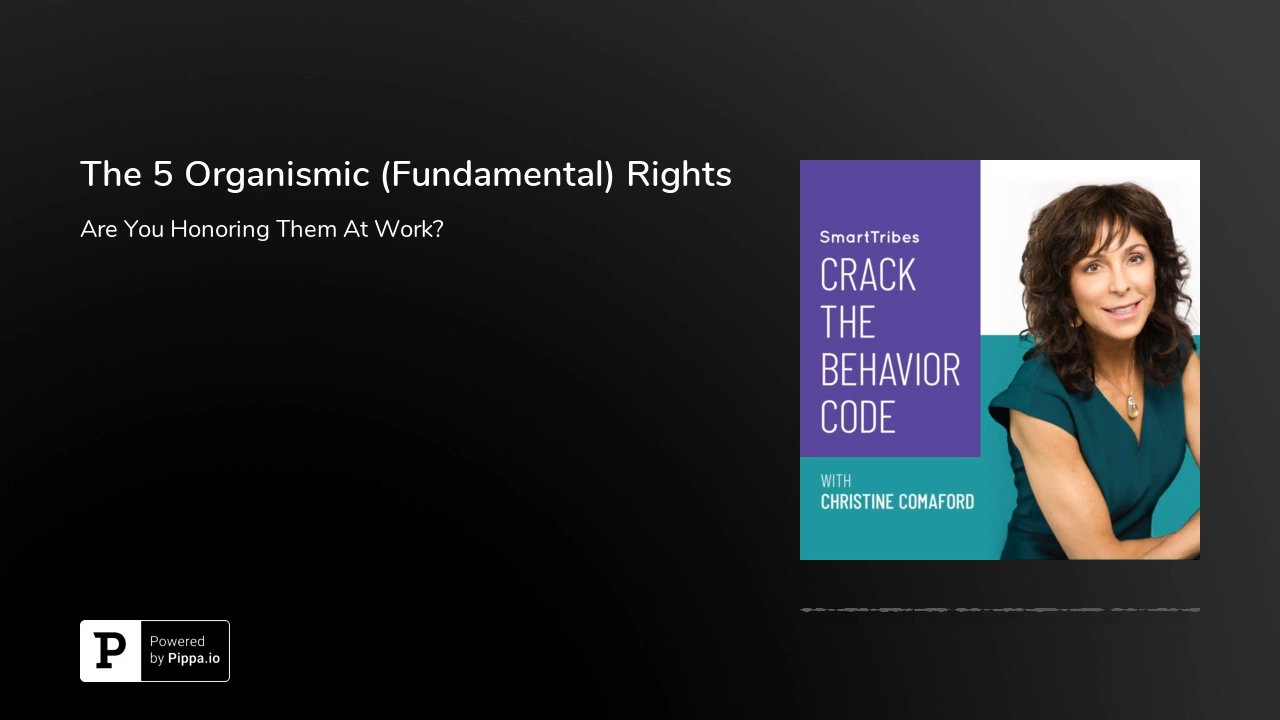 The 5 Organismic (Fundamental) Rights
Are You Honoring Them At Work?
SmartTribes
CRACK
THE
BEHAVIOR
CODE
WITH
CHRISTINE COMAFORD
P
Powered
by Pippa.io